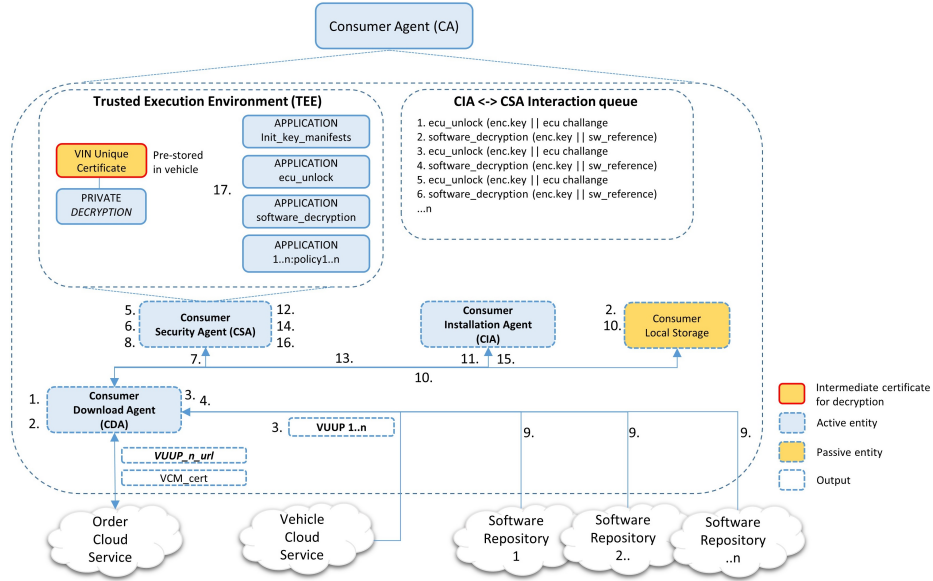 Consumer Agent (CA)
Trusted Execution Environment (TEE)
VIN Unique
Certificate
Pre-stored
in vehicle
PRIVATE
DECRYPTION
17.
APPLICATION
Init_key_manifests
APPLICATION
ecu_unlock
APPLICATION
software_decryption
APPLICATION
1..n:policy1..n
CIA <-> CSA Interaction queue
1. ecu_unlock (enc.key || ecu challange
2. software_decryption (enc.key || sw_reference)
3. ecu_unlock (enc.key || ecu challange
4. software_decryption (enc.key || sw_reference)
5. ecu_unlock (enc.key || ecu challange
6. software_decryption (enc.key || sw_reference)
...n
5.
6.
8.
Consumer
Security Agent (CSA)
12.
14.
16.
Consumer
Installation Agent
(CIA)
2.
10.
Consumer
Local Storage
7.
13.
11.
15.
10.
1.
2.
Consumer
Download Agent
(CDA)
3.
4.
3.
VUUP 1..n
9.
9.
9.
VUUP_n_url
VCM_cert
Intermediate certificate
for decryption
Active entity
Passive entity
Output
Order
Cloud
Service
Vehicle
Cloud
Service
Software
Repository
1
Software
Repository
2..
Software
Repository
..n